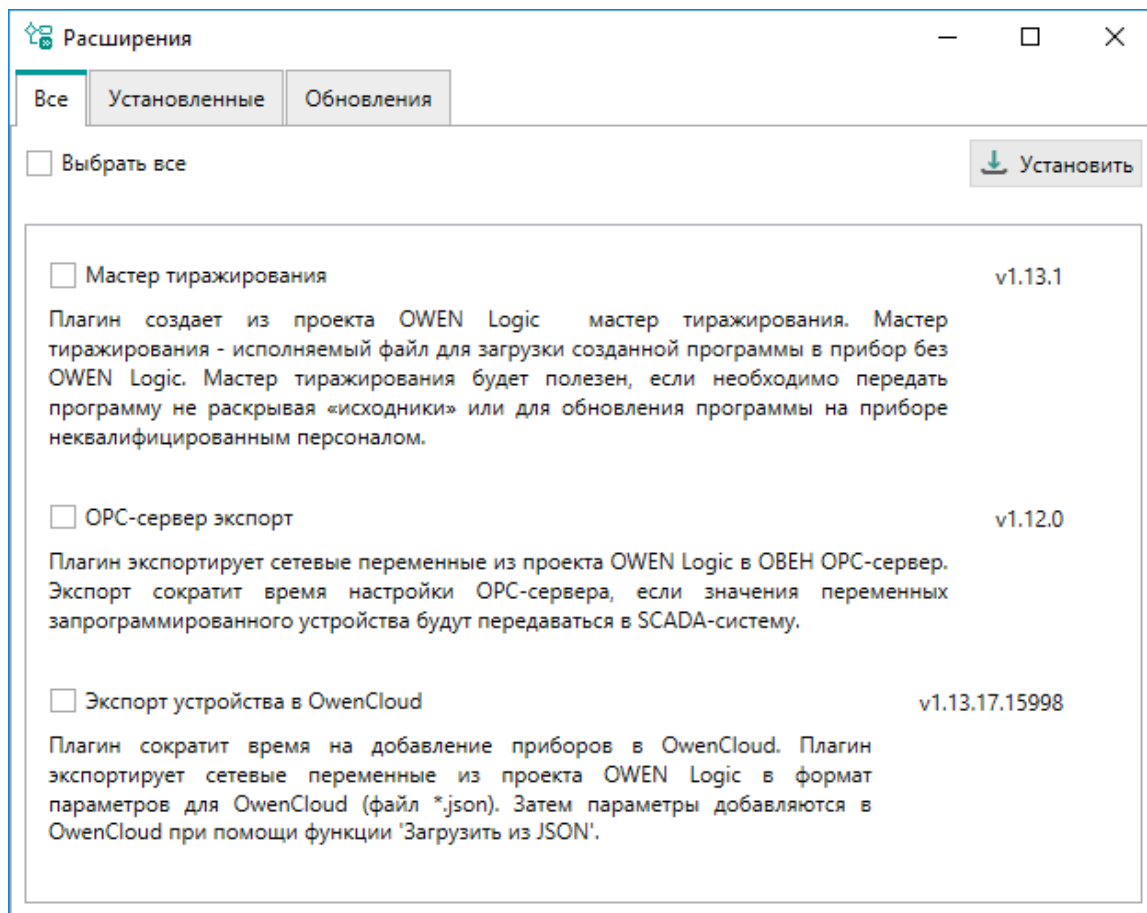 Расширения
Все Установленные Обновления
Выбрать все Установить
Мастер тиражирования v1.13.1
Плагин создает из проекта OWEN Logic мастер тиражирования. Мастер
тиражирования - исполняемый файл для загрузки созданной программы в прибор без
OWEN Logic. Мастер тиражирования будет полезен, если необходимо передать
программу не раскрывая «исходники» или для обновления программы на приборе
неквалифицированным персоналом.
OPC-сервер экспорт v1.12.0
Плагин экспортирует сетевые переменные из проекта OWEN Logic в ОВЕН OPC-сервер.
Экспорт сократит время настройки OPC-сервера, если значения переменных
запрограммированного устройства будут передаваться в SCADA-систему.
Экспорт устройства в OwenCloud v1.13.17.15998
Плагин сократит время на добавление приборов в OwenCloud. Плагин
экспортирует сетевые переменные из проекта OWEN Logic в формат
параметров для OwenCloud (файл *.json). Затем параметры добавляются в
OwenCloud при помощи функции 'Загрузить из JSON'.